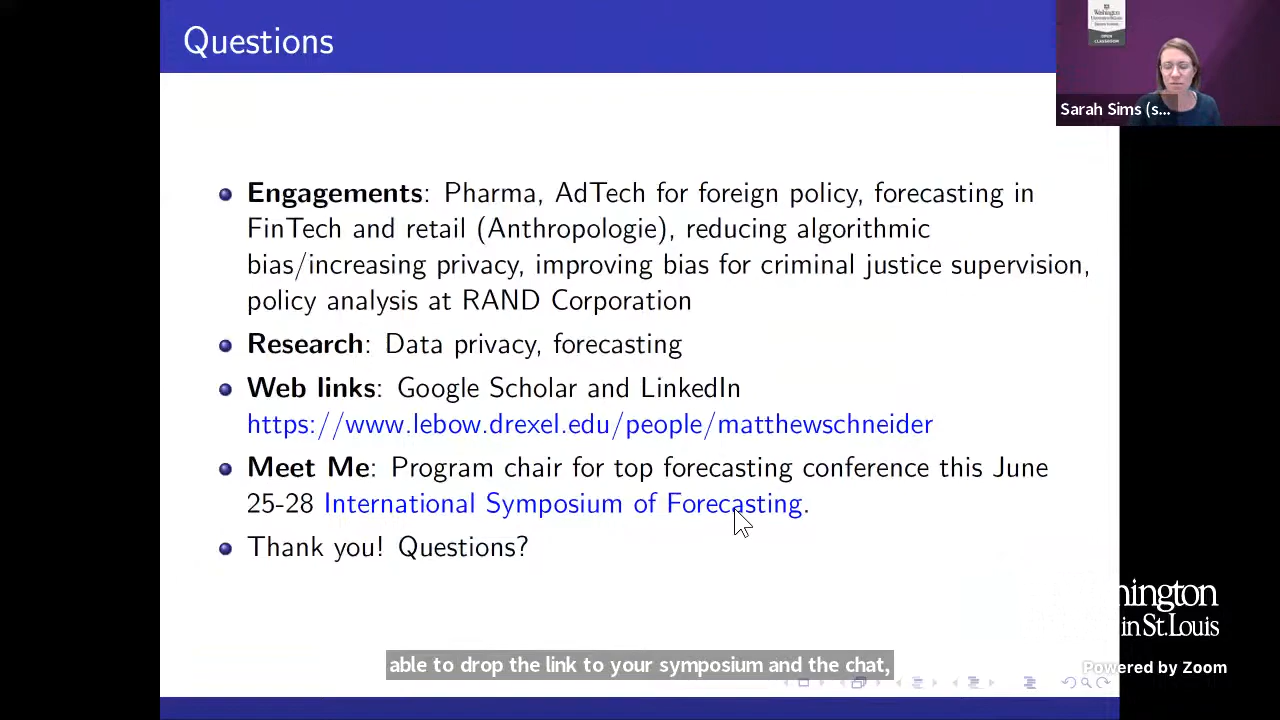 Questions
Washington
OPEN
CLASSROOM
Sarah Sims (s...
Engagements: Pharma, AdTech for foreign policy, forecasting in
FinTech and retail (Anthropologie), reducing algorithmic
bias/increasing privacy, improving bias for criminal justice supervision,
policy analysis at RAND Corporation
Research: Data privacy, forecasting
Web links: Google Scholar and LinkedIn
https://www.lebow.drexel.edu/people/matthewschneider
Meet Me: Program chair for top forecasting conference this June
25-28 International Symposium of Forecasting.
Thank you! Questions?
hington
in St. Louis
able to drop the link to your symposium and the chat,
Powered by Zoom